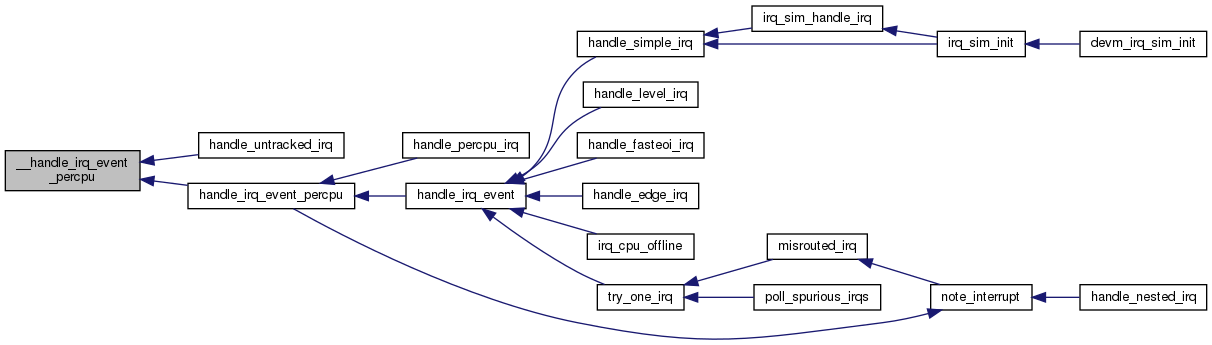 __handle_irq_event
_percpu
handle_untracked_irq
handle_irq_event_percpu
handle_percpu_irq
handle_irq_event
handle_simple_irq
handle_level_irq
handle_fasteoi_irq
handle_edge_irq
irq_cpu_offline
try_one_irq
irq_sim_handle_irq
misrouted_irq
poll_spurious_irqs
irq_sim_init
note_interrupt
devm_irq_sim_init
handle_nested_irq